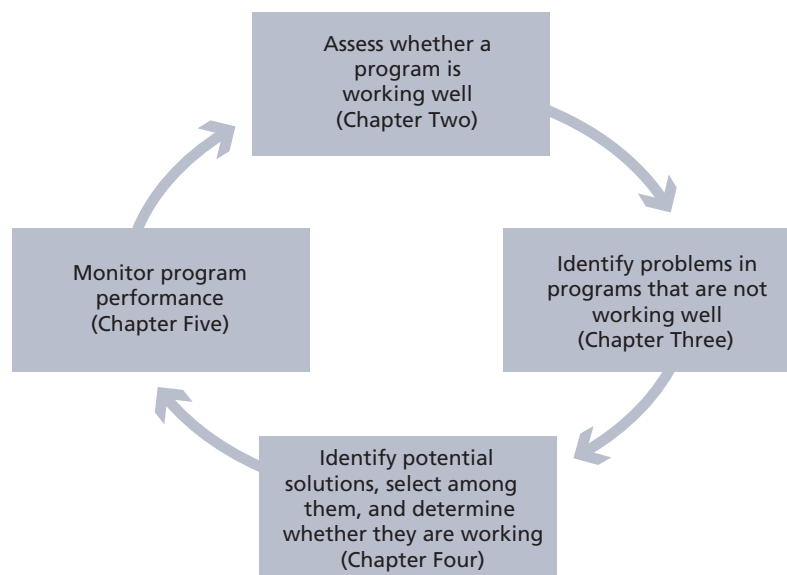 Assess whether a
program is
working well
(Chapter Two)
Identify problems in
programs that are not
working well
(Chapter Three)
Identify potential
solutions, select among
them, and determine
whether they are working
(Chapter Four)
Monitor program
performance
(Chapter Five)